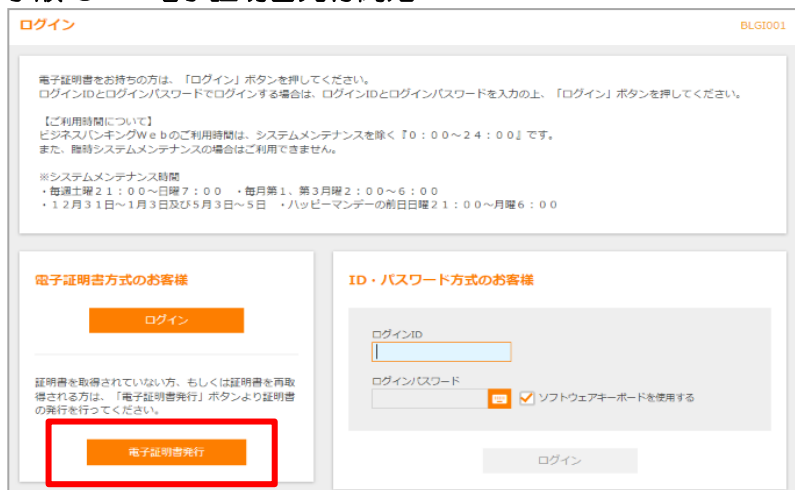 ログイン
BLGI001
電子証明書をお持ちの方は、「ログイン」ボタンを押してください。
ログインIDとログインパスワードでログインする場合は、ログインIDとログインパスワードを入力の上、「ログイン」ボタンを押してください。
【ご利用時間について】
ビジネスバンキングWebのご利用時間は、システムメンテナンスを除く『0:00～24:00』です。
また、臨時システムメンテナンスの場合はご利用できません。
※システムメンテナンス時間
・毎週土曜21:00～日曜7:00 ・毎月第1、第3月曜2:00～6:00
・12月31日～1月3日及び5月3日～5日 ・ハッピーマンデーの前日日曜21:00～月曜6:00
電子証明書方式のお客様
ログイン
証明書を取得されていない方、もしくは証明書を再取
得される方は、「電子証明書発行」ボタンより証明書
の発行を行ってください。
電子証明書発行
ID・パスワード方式のお客様
ログインID
ログインパスワード
ソフトウェアキーボードを使用する
ログイン